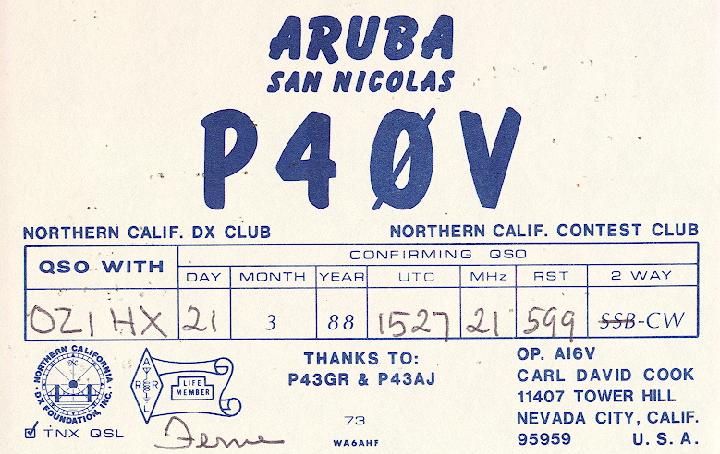 ARUBA
SAN NICOLAS
P4ØV
NORTHERN CALIF. DX CLUB NORTHERN CALIF. CONTEST CLUB
QSO WITH CONFIRMING QSO
DAY MONTH YEAR UTC MHz RST 2 WAY
OZ1HX 21 3 88 1527 21 599 SSB-CW
NORTHERN CALIFORNIA DX FOUNDATION, INC.
ARRL
LIFE MEMBER
THANKS TO:
P43GR & P43AJ
OP. AI6V
CARL DAVID COOK
11407 TOWER HILL
NEVADA CITY, CALIF.
95959 U.S.A.
☑ TNX QSL
73
WA6AHF